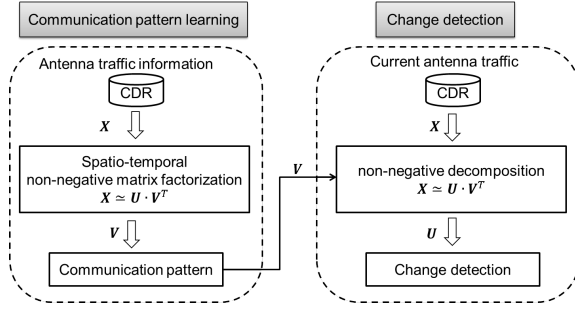 Communication pattern learning
Antenna traffic information
CDR
X
Spatio-temporal
non-negative matrix factorization
X ≃ U · V^T
V
Communication pattern
V
Change detection
Current antenna traffic
CDR
X
non-negative decomposition
X ≃ U · V^T
U
Change detection